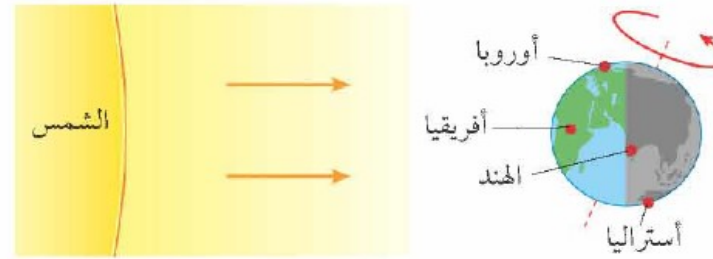 أوروبا
الشمس
أفريقيا
الهند
أستراليا